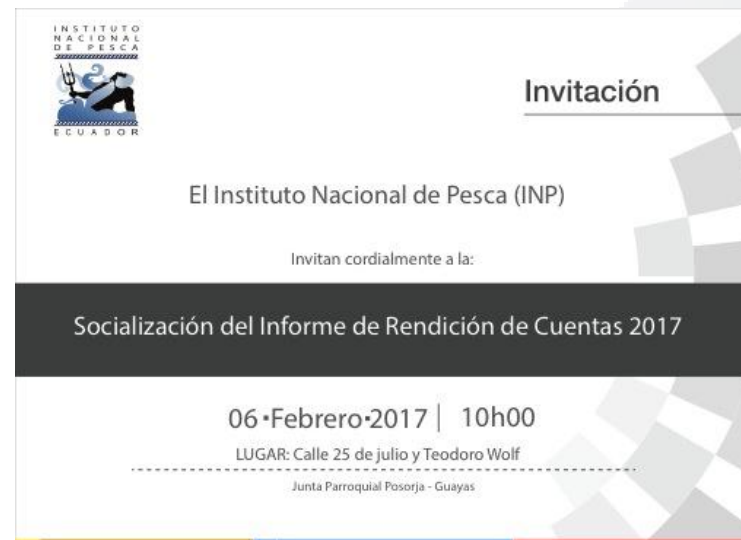 INSTITUTO
NACIONAL
DE PESCA
ECUADOR
Invitación
El Instituto Nacional de Pesca (INP)
Invitan cordialmente a la:
Socialización del Informe de Rendición de Cuentas 2017
06•Febrero•2017 | 10h00
LUGAR: Calle 25 de julio y Teodoro Wolf
Junta Parroquial Posorja - Guayas